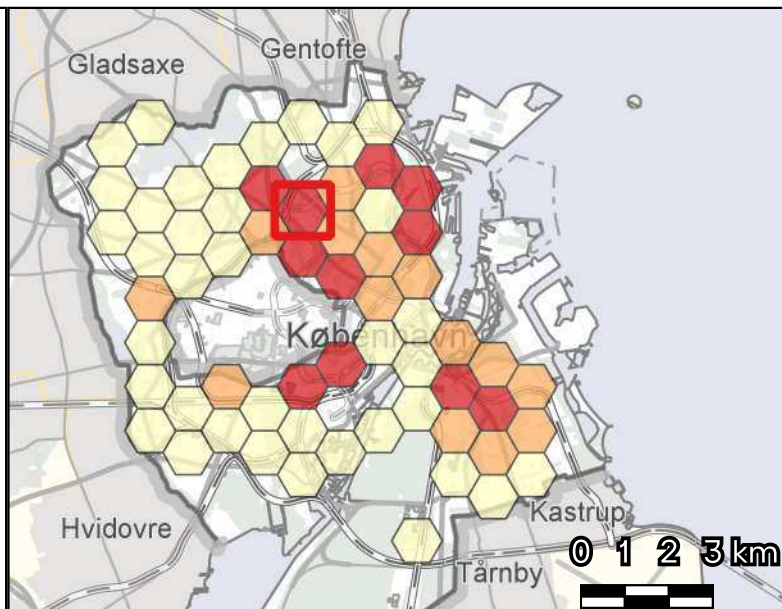 Gentofte
Gladsaxe
København
Hvidovre
Kastrup
0 1 2 3 km
Tårnby